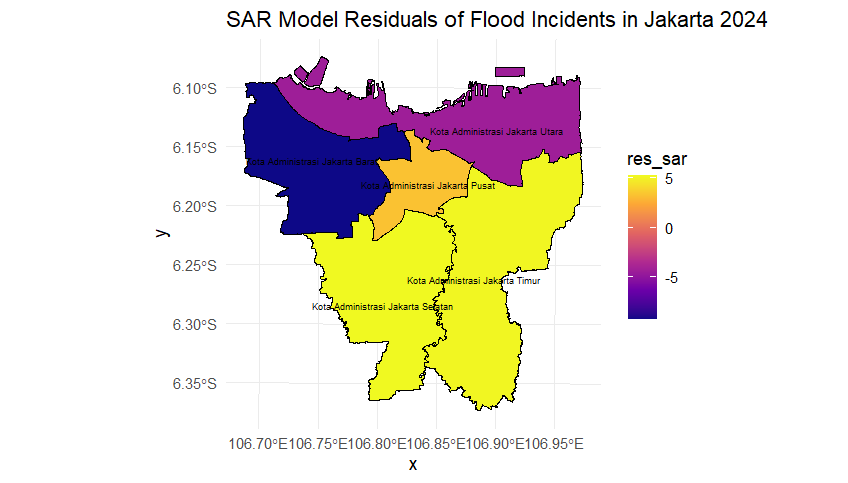 SAR Model Residuals of Flood Incidents in Jakarta 2024
6.10°S
6.15°S
6.20°S
6.25°S
6.30°S
6.35°S
y
Kota Administrasi Jakarta Utara
Kota Administrasi Jakarta Barat
Kota Administrasi Jakarta Pusat
Kota Administrasi Jakarta Timur
Kota Administrasi Jakarta Selatan
106.70°E106.75°E106.80°E106.85°E106.90°E106.95°E
x
res_sar
5
0
-5